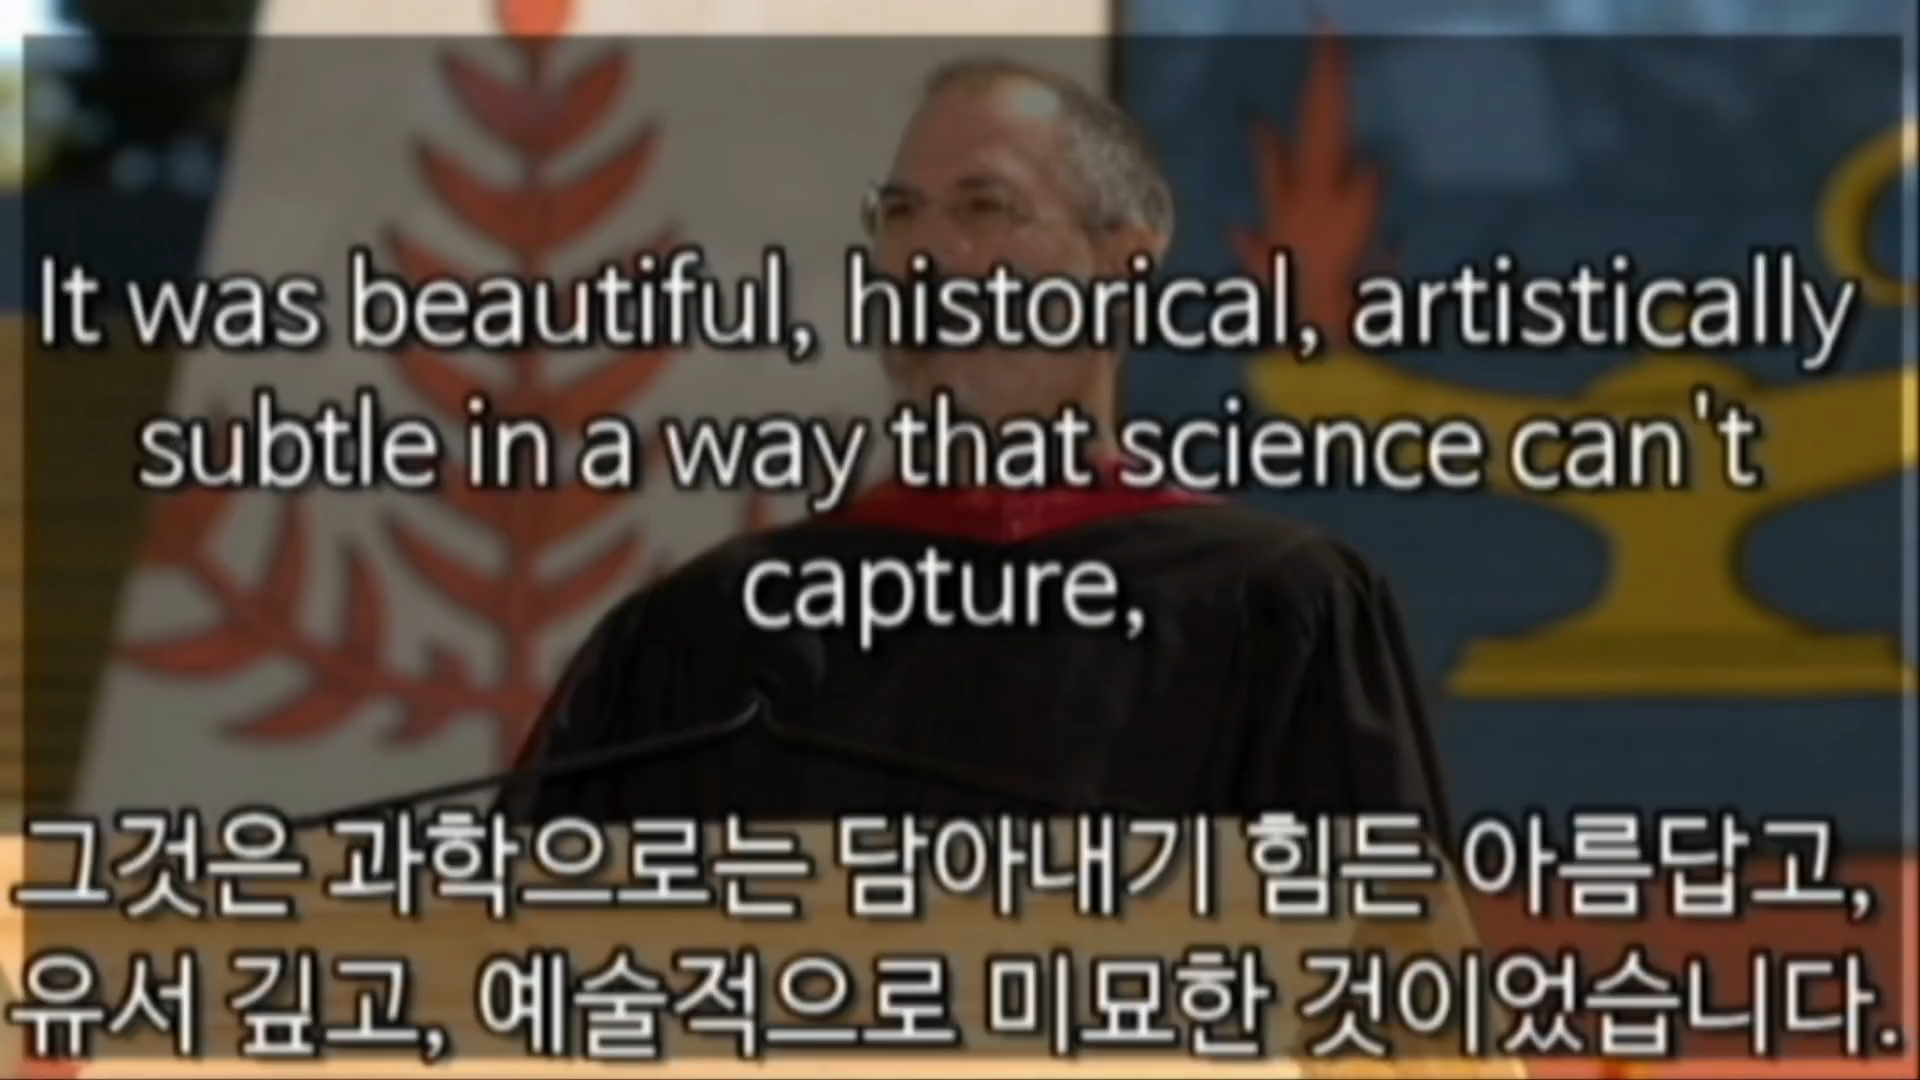 It was beautiful, historical, artistically
subtle in a way that science can't
capture,
그것은 과학으로는 담아내기 힘든 아름답고,
유서 깊고, 예술적으로 미묘한 것이었습니다.